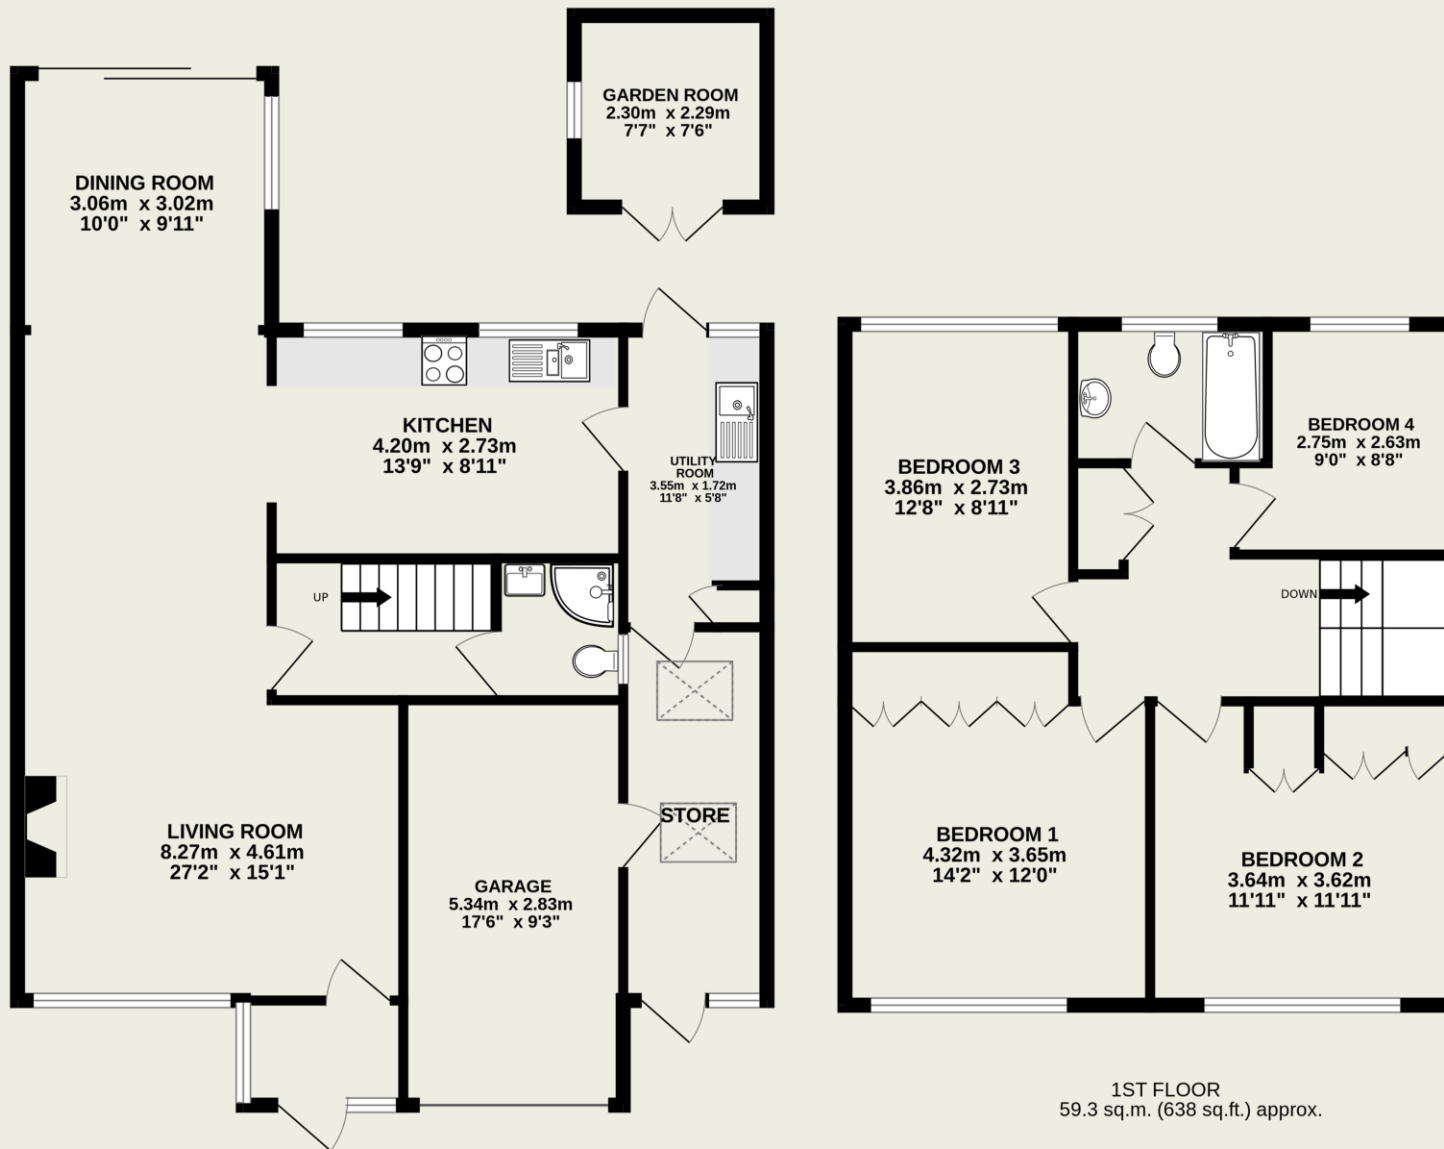 GARDEN ROOM
2.30m x 2.29m
7'7" x 7'6"
DINING ROOM
3.06m x 3.02m
10'0" x 9'11"
KITCHEN
4.20m x 2.73m
13'9" x 8'11"
UTILITY
ROOM
3.55m x 1.72m
11'8" x 5'8"
UP
LIVING ROOM
8.27m x 4.61m
27'2" x 15'1"
GARAGE
5.34m x 2.83m
17'6" x 9'3"
STORE
BEDROOM 3
3.86m x 2.73m
12'8" x 8'11"
BEDROOM 4
2.75m x 2.63m
9'0" x 8'8"
DOWN
BEDROOM 1
4.32m x 3.65m
14'2" x 12'0"
BEDROOM 2
3.64m x 3.62m
11'11" x 11'11"
1ST FLOOR
59.3 sq.m. (638 sq.ft.) approx.